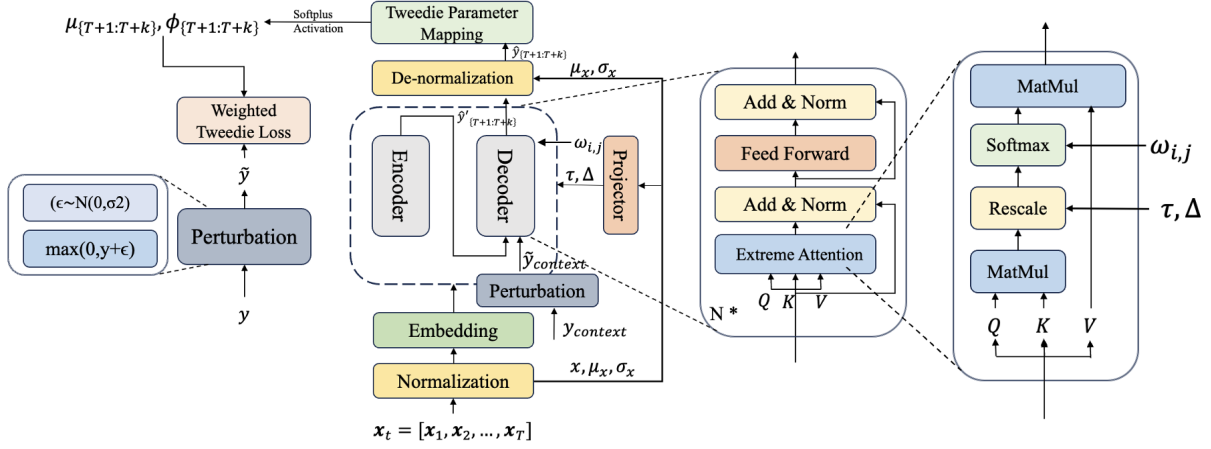 μ{T+1:T+k}, ϕ{T+1:T+k}
Softplus
Activation
Tweedie Parameter
Mapping
ŷ{T+1:T+k}
De-normalization
μx, σx
Weighted
Tweedie Loss
ỹ
(ϵ~N(0,σ2)
max(0,y+ϵ)
Perturbation
y
ŷ′{T+1:T+k}
Encoder
Decoder
ωi,j
τ, Δ
Projector
ỹcontext
Perturbation
ycontext
Embedding
Normalization
x, μx, σx
xt = [x1, x2, …, xT]
Add & Norm
Feed Forward
Add & Norm
Extreme Attention
Q K V
N *
MatMul
Softmax
ωi,j
Rescale
τ, Δ
MatMul
Q K V